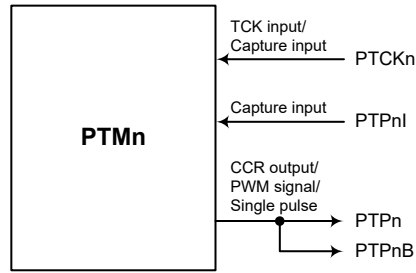 TCK input/
Capture input
PTCKn
Capture input
PTPnI
PTMn
CCR output/
PWM signal/
Single pulse
PTPn
PTPnB